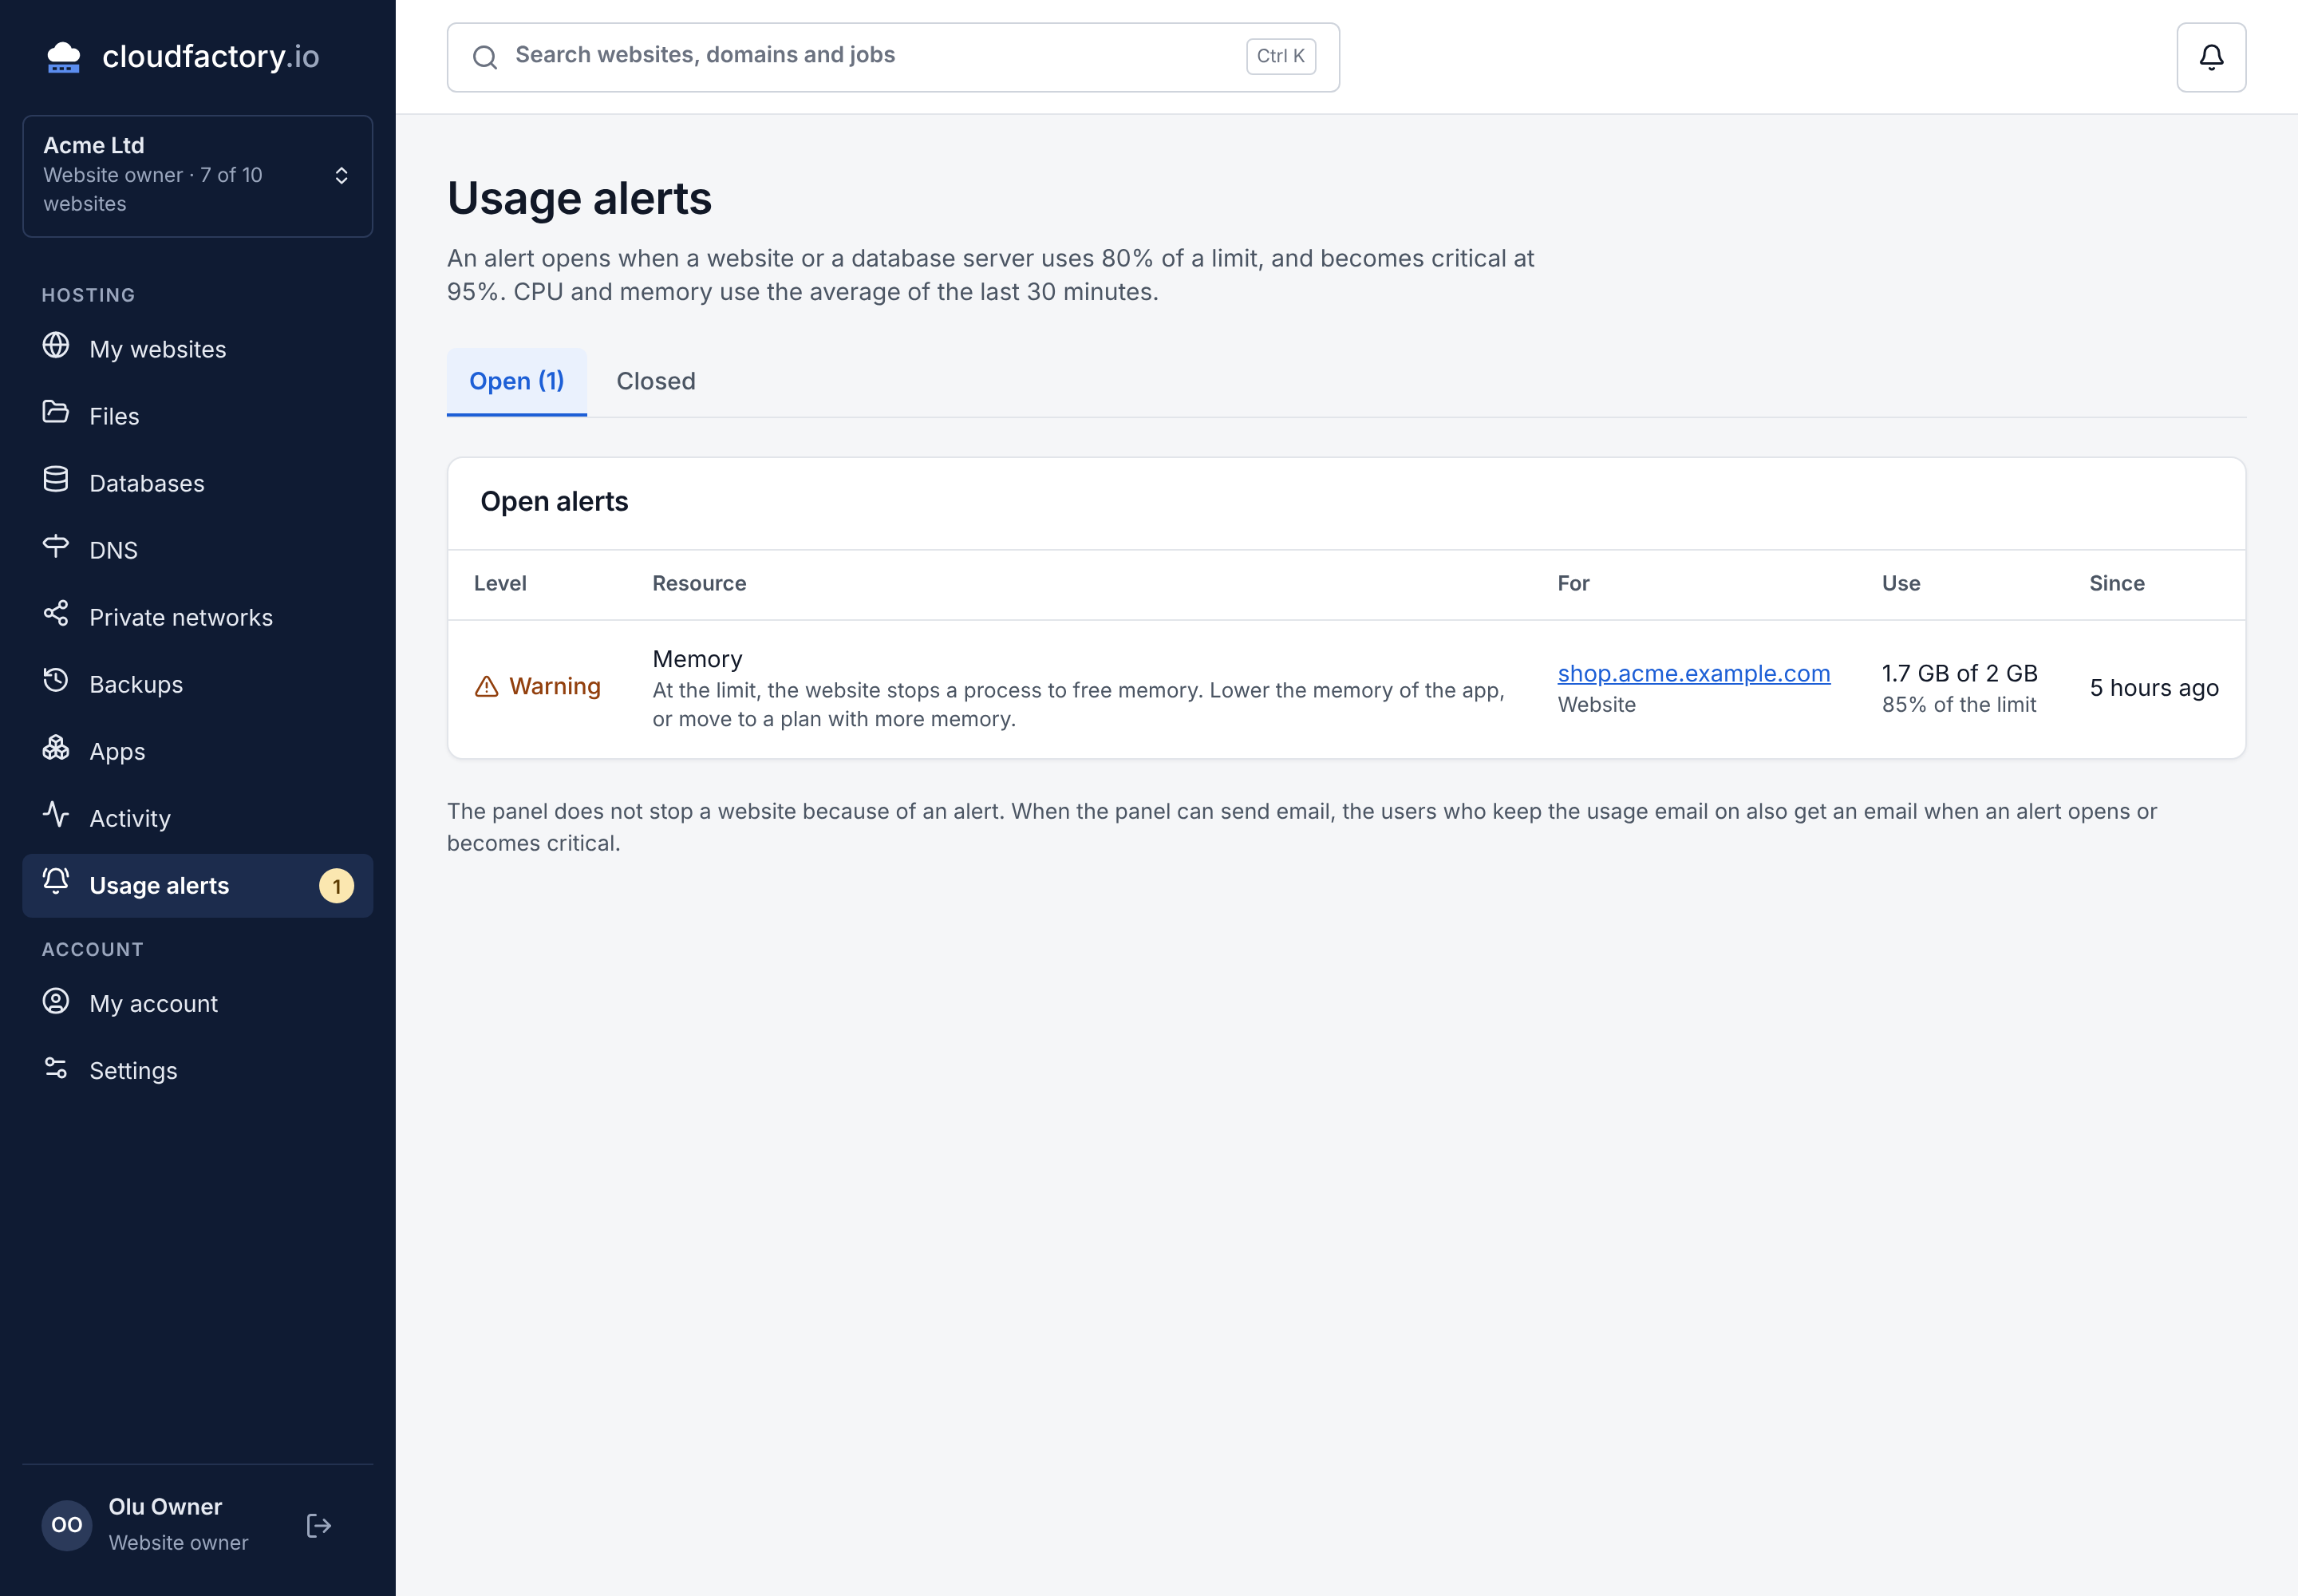 cloudfactory.io
Acme Ltd
Website owner · 7 of 10
websites
HOSTING
My websites
Files
Databases
DNS
Private networks
Backups
Apps
Activity
Usage alerts 1
ACCOUNT
My account
Settings
OO
Olu Owner
Website owner
Search websites, domains and jobs Ctrl K
Usage alerts
An alert opens when a website or a database server uses 80% of a limit, and becomes critical at
95%. CPU and memory use the average of the last 30 minutes.
Open (1) Closed
Open alerts
Level Resource For Use Since
Warning
Memory
At the limit, the website stops a process to free memory. Lower the memory of the app,
or move to a plan with more memory.
shop.acme.example.com
Website
1.7 GB of 2 GB
85% of the limit
5 hours ago
The panel does not stop a website because of an alert. When the panel can send email, the users who keep the usage email on also get an email when an alert opens or
becomes critical.